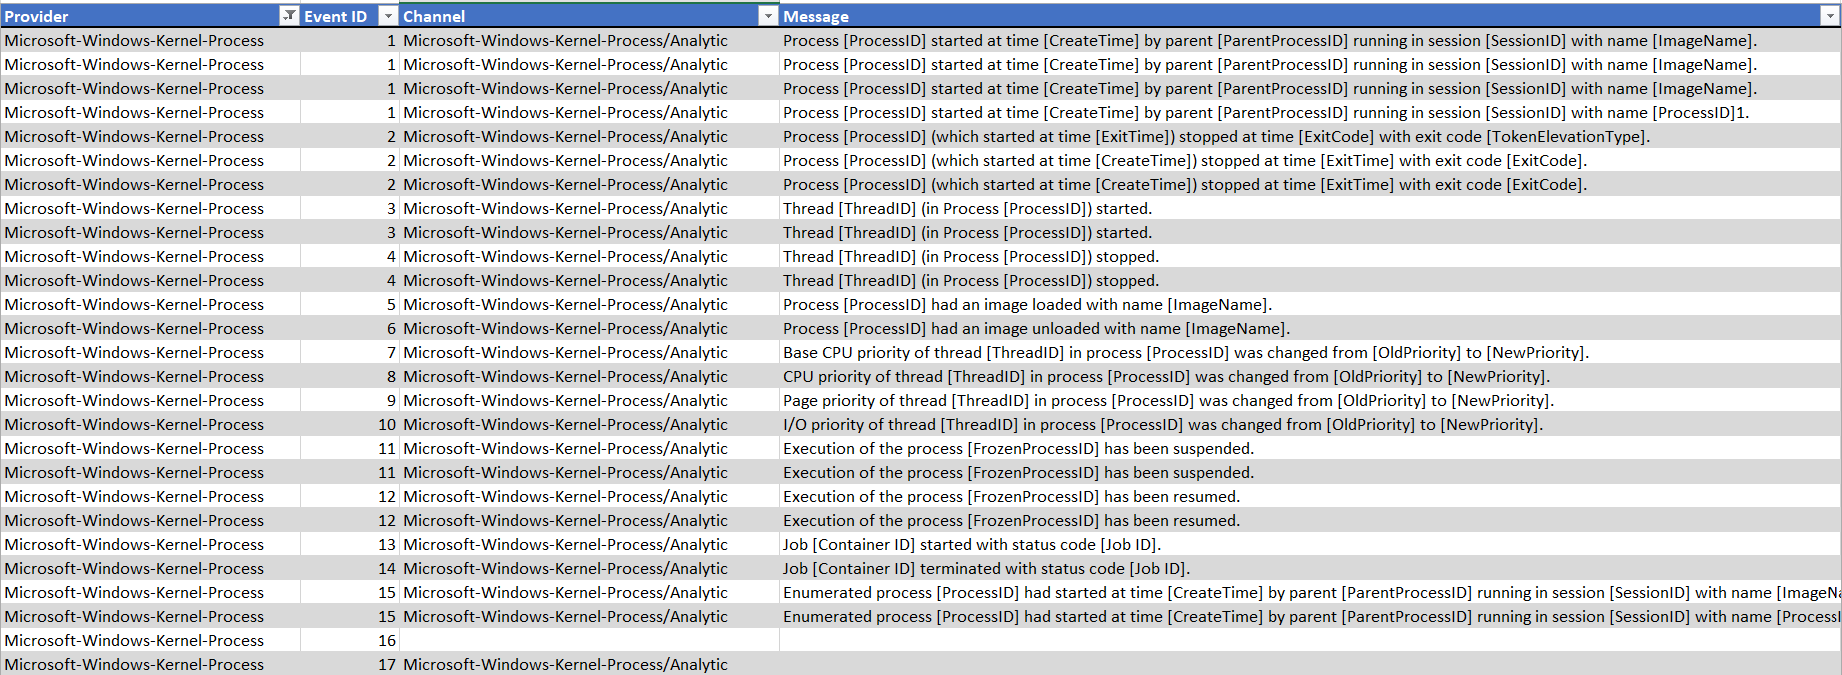 Provider Event ID Channel Message
Microsoft-Windows-Kernel-Process 1 Microsoft-Windows-Kernel-Process/Analytic Process [ProcessID] started at time [CreateTime] by parent [ParentProcessID] running in session [SessionID] with name [ImageName].
Microsoft-Windows-Kernel-Process 1 Microsoft-Windows-Kernel-Process/Analytic Process [ProcessID] started at time [CreateTime] by parent [ParentProcessID] running in session [SessionID] with name [ImageName].
Microsoft-Windows-Kernel-Process 1 Microsoft-Windows-Kernel-Process/Analytic Process [ProcessID] started at time [CreateTime] by parent [ParentProcessID] running in session [SessionID] with name [ImageName].
Microsoft-Windows-Kernel-Process 1 Microsoft-Windows-Kernel-Process/Analytic Process [ProcessID] started at time [CreateTime] by parent [ParentProcessID] running in session [SessionID] with name [ProcessID]1.
Microsoft-Windows-Kernel-Process 2 Microsoft-Windows-Kernel-Process/Analytic Process [ProcessID] (which started at time [ExitTime]) stopped at time [ExitCode] with exit code [TokenElevationType].
Microsoft-Windows-Kernel-Process 2 Microsoft-Windows-Kernel-Process/Analytic Process [ProcessID] (which started at time [CreateTime]) stopped at time [ExitTime] with exit code [ExitCode].
Microsoft-Windows-Kernel-Process 2 Microsoft-Windows-Kernel-Process/Analytic Process [ProcessID] (which started at time [CreateTime]) stopped at time [ExitTime] with exit code [ExitCode].
Microsoft-Windows-Kernel-Process 3 Microsoft-Windows-Kernel-Process/Analytic Thread [ThreadID] (in Process [ProcessID]) started.
Microsoft-Windows-Kernel-Process 3 Microsoft-Windows-Kernel-Process/Analytic Thread [ThreadID] (in Process [ProcessID]) started.
Microsoft-Windows-Kernel-Process 4 Microsoft-Windows-Kernel-Process/Analytic Thread [ThreadID] (in Process [ProcessID]) stopped.
Microsoft-Windows-Kernel-Process 4 Microsoft-Windows-Kernel-Process/Analytic Thread [ThreadID] (in Process [ProcessID]) stopped.
Microsoft-Windows-Kernel-Process 5 Microsoft-Windows-Kernel-Process/Analytic Process [ProcessID] had an image loaded with name [ImageName].
Microsoft-Windows-Kernel-Process 6 Microsoft-Windows-Kernel-Process/Analytic Process [ProcessID] had an image unloaded with name [ImageName].
Microsoft-Windows-Kernel-Process 7 Microsoft-Windows-Kernel-Process/Analytic Base CPU priority of thread [ThreadID] in process [ProcessID] was changed from [OldPriority] to [NewPriority].
Microsoft-Windows-Kernel-Process 8 Microsoft-Windows-Kernel-Process/Analytic CPU priority of thread [ThreadID] in process [ProcessID] was changed from [OldPriority] to [NewPriority].
Microsoft-Windows-Kernel-Process 9 Microsoft-Windows-Kernel-Process/Analytic Page priority of thread [ThreadID] in process [ProcessID] was changed from [OldPriority] to [NewPriority].
Microsoft-Windows-Kernel-Process 10 Microsoft-Windows-Kernel-Process/Analytic I/O priority of thread [ThreadID] in process [ProcessID] was changed from [OldPriority] to [NewPriority].
Microsoft-Windows-Kernel-Process 11 Microsoft-Windows-Kernel-Process/Analytic Execution of the process [FrozenProcessID] has been suspended.
Microsoft-Windows-Kernel-Process 11 Microsoft-Windows-Kernel-Process/Analytic Execution of the process [FrozenProcessID] has been suspended.
Microsoft-Windows-Kernel-Process 12 Microsoft-Windows-Kernel-Process/Analytic Execution of the process [FrozenProcessID] has been resumed.
Microsoft-Windows-Kernel-Process 12 Microsoft-Windows-Kernel-Process/Analytic Execution of the process [FrozenProcessID] has been resumed.
Microsoft-Windows-Kernel-Process 13 Microsoft-Windows-Kernel-Process/Analytic Job [Container ID] started with status code [Job ID].
Microsoft-Windows-Kernel-Process 14 Microsoft-Windows-Kernel-Process/Analytic Job [Container ID] terminated with status code [Job ID].
Microsoft-Windows-Kernel-Process 15 Microsoft-Windows-Kernel-Process/Analytic Enumerated process [ProcessID] had started at time [CreateTime] by parent [ParentProcessID] running in session [SessionID] with name [ImageNa
Microsoft-Windows-Kernel-Process 15 Microsoft-Windows-Kernel-Process/Analytic Enumerated process [ProcessID] had started at time [CreateTime] by parent [ParentProcessID] running in session [SessionID] with name [ProcessI
Microsoft-Windows-Kernel-Process 16
Microsoft-Windows-Kernel-Process 17 Microsoft-Windows-Kernel-Process/Analytic